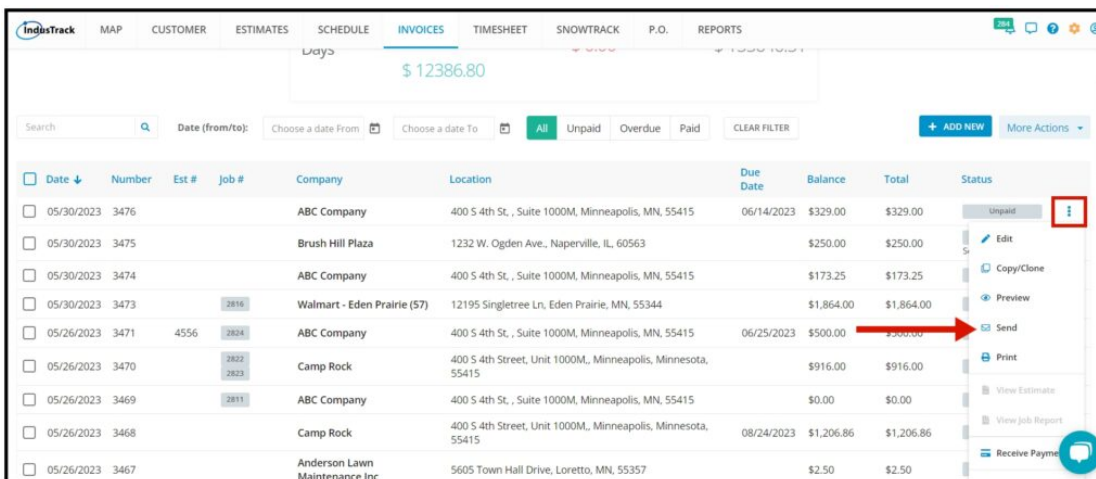 IndusTrack MAP CUSTOMER ESTIMATES SCHEDULE INVOICES TIMESHEET SNOWTRACK P.O. REPORTS 284
Days
$ 12386.80
Search Date (from/to): Choose a date From Choose a date To All Unpaid Overdue Paid CLEAR FILTER + ADD NEW More Actions
Date Number Est # Job # Company Location Due Date Balance Total Status
05/30/2023 3476 ABC Company 400 S 4th St, , Suite 1000M, Minneapolis, MN, 55415 06/14/2023 $329.00 $329.00 Unpaid
05/30/2023 3475 Brush Hill Plaza 1232 W. Ogden Ave., Naperville, IL, 60563 $250.00 $250.00
Edit
05/30/2023 3474 ABC Company 400 S 4th St, , Suite 1000M, Minneapolis, MN, 55415 $173.25 $173.25
Copy/Clone
05/30/2023 3473 2816 Walmart - Eden Prairie (57) 12195 Singletree Ln, Eden Prairie, MN, 55344 $1,864.00 $1,864.00
Preview
05/26/2023 3471 4556 2824 ABC Company 400 S 4th St, , Suite 1000M, Minneapolis, MN, 55415 06/25/2023 $500.00 $500.00
Send
05/26/2023 3470 2822 2823 Camp Rock 400 S 4th Street, Unit 1000M,, Minneapolis, Minnesota, 55415 $916.00 $916.00
Print
05/26/2023 3469 2811 ABC Company 400 S 4th St, , Suite 1000M, Minneapolis, MN, 55415 $0.00 $0.00
View Estimate
05/26/2023 3468 Camp Rock 400 S 4th Street, Unit 1000M,, Minneapolis, Minnesota, 55415 08/24/2023 $1,206.86 $1,206.86
View Job Report
05/26/2023 3467 Anderson Lawn Maintenance Inc 5605 Town Hall Drive, Loretto, MN, 55357 $2.50 $2.50
Receive Payme